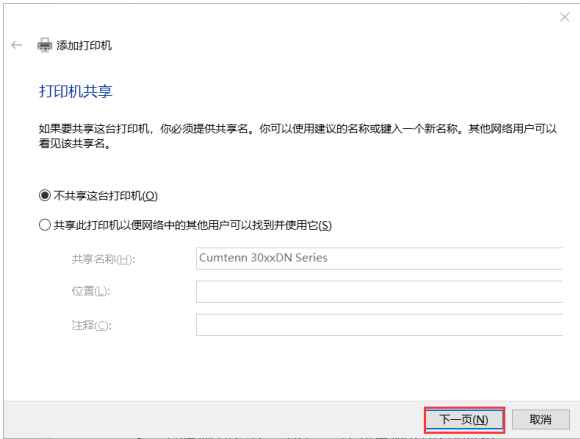 添加打印机
打印机共享
如果要共享这台打印机，你必须提供共享名。你可以使用建议的名称或键入一个新名称。其他网络用户可以
看见该共享名。
不共享这台打印机(O)
共享此打印机以便网络中的其他用户可以找到并使用它(S)
共享名称(H):
Cumtenn 30xxDN Series
位置(L):
注释(C):
下一页(N)
取消